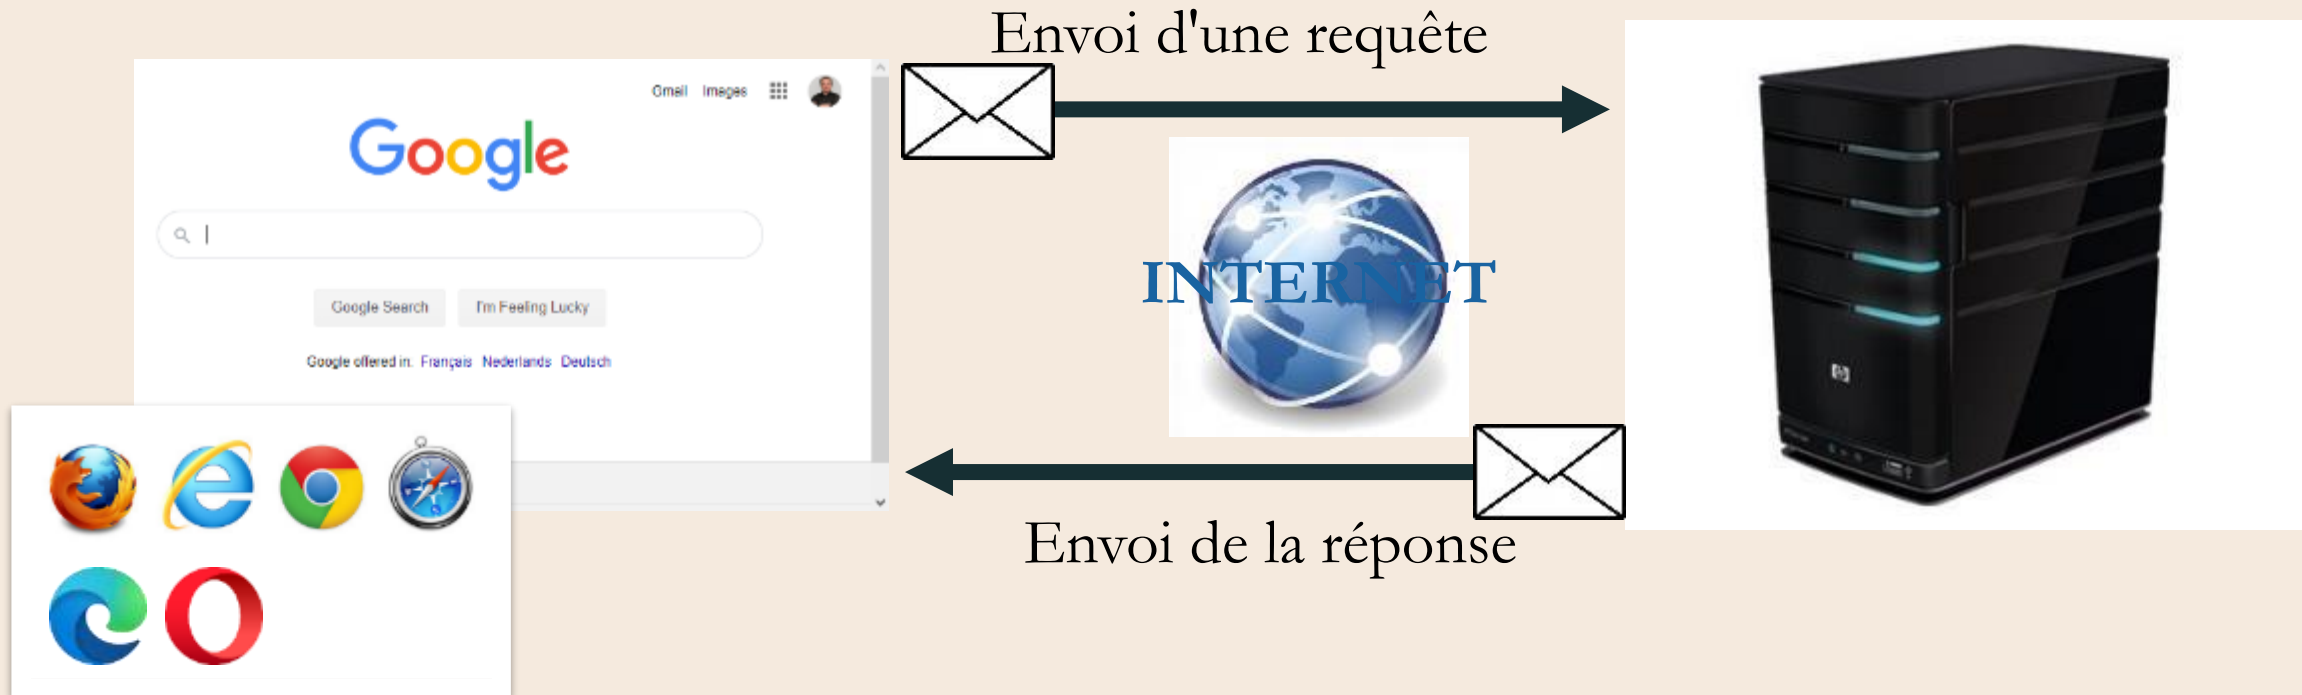 Envoi d'une requête
Gmail Images
Google
Google Search I'm Feeling Lucky
Google offered in: Français Nederlands Deutsch
INTERNET
hp
Envoi de la réponse